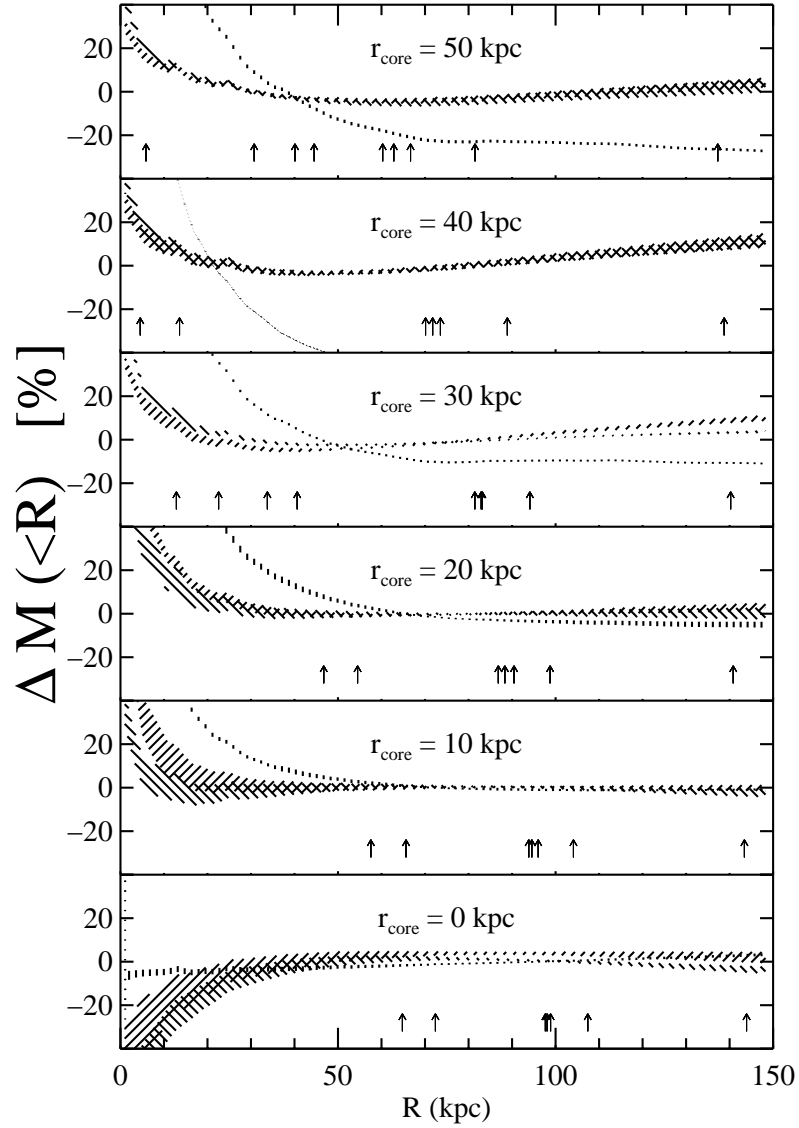 Δ M (<R) [%]
20
0
−20
r_core = 50 kpc
20
0
−20
r_core = 40 kpc
20
0
−20
r_core = 30 kpc
20
0
−20
r_core = 20 kpc
20
0
−20
r_core = 10 kpc
20
0
−20
r_core = 0 kpc
0 50 100 150
R (kpc)